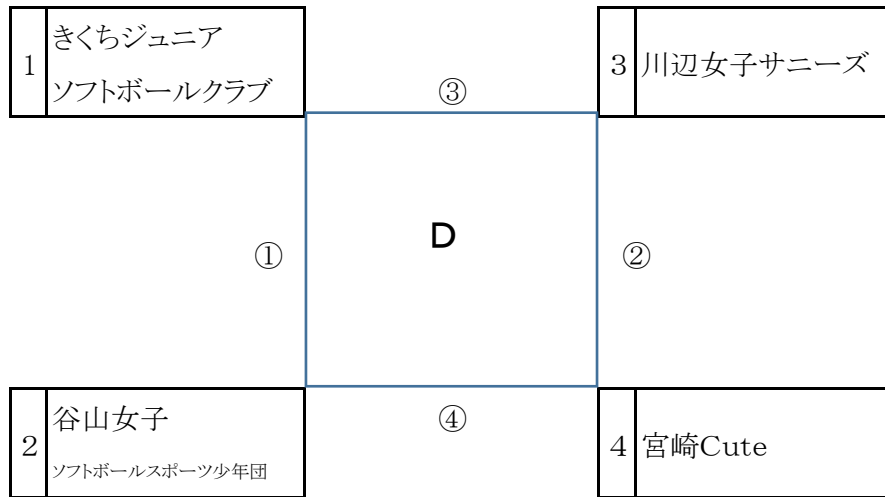 1
きくちジュニア
ソフトボールクラブ
③
3
川辺女子サニーズ
①
D
②
2
谷山女子
ソフトボールスポーツ少年団
④
4
宮崎Cute